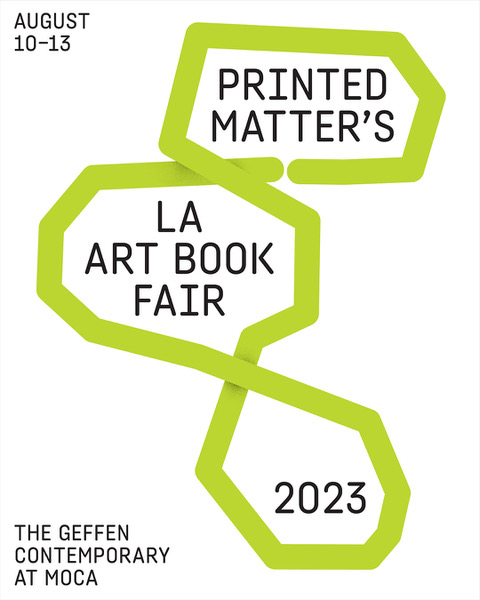 AUGUST
10–13
PRINTED
MATTER’S
LA
ART BOOK
FAIR
2023
THE GEFFEN
CONTEMPORARY
AT MOCA